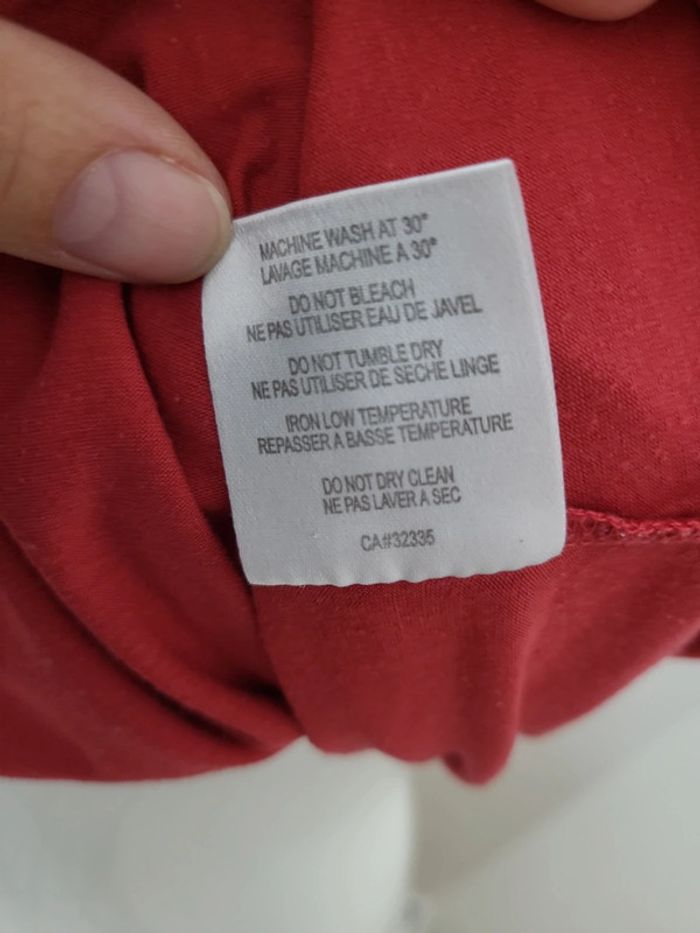 MACHINE WASH AT 30°
LAVAGE MACHINE A 30°
DO NOT BLEACH
NE PAS UTILISER EAU DE JAVEL
DO NOT TUMBLE DRY
NE PAS UTILISER DE SECHE LINGE
IRON LOW TEMPERATURE
REPASSER A BASSE TEMPERATURE
DO NOT DRY CLEAN
NE PAS LAVER A SEC
CA#32335